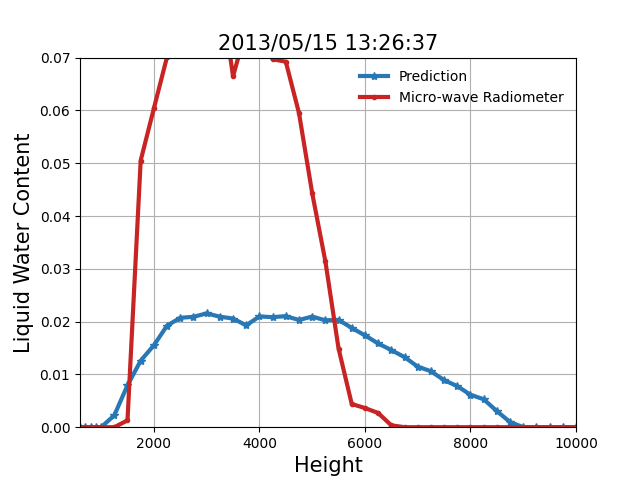 2013/05/15 13:26:37
0.07
0.06
0.05
0.04
0.03
0.02
0.01
0.00
Liquid Water Content
Prediction
Micro-wave Radiometer
2000 4000 6000 8000 10000
Height